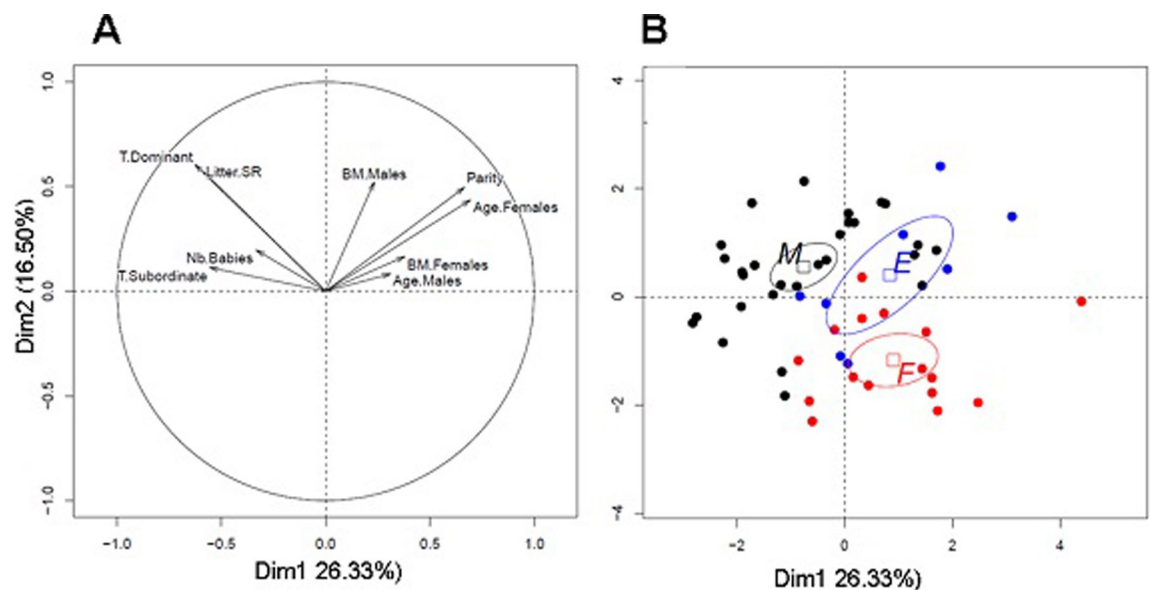 A
B
T.Dominant
Litter.SR
BM.Males
Parity
Age.Females
Nb.Babies
T.Subordinate
BM.Females
Age.Males
Dim2 (16.50%)
1.0
0.5
0.0
−0.5
−1.0
−1.0 −0.5 0.0 0.5 1.0
Dim1 26.33%)
M
E
F
4
2
0
−2
−4
−2 0 2 4
Dim1 26.33%)